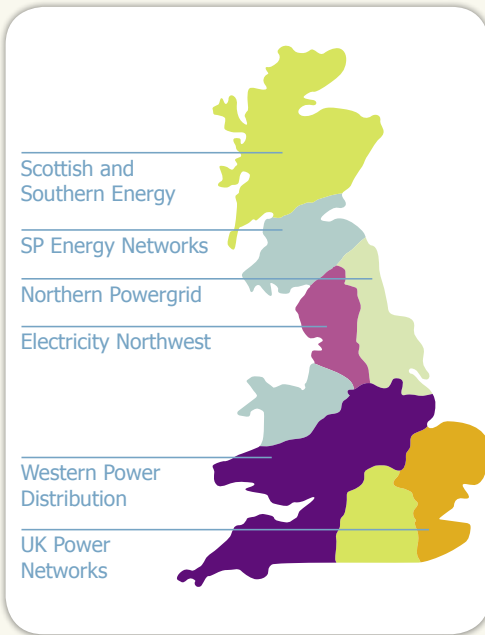 Scottish and
Southern Energy
SP Energy Networks
Northern Powergrid
Electricity Northwest
Western Power
Distribution
UK Power
Networks